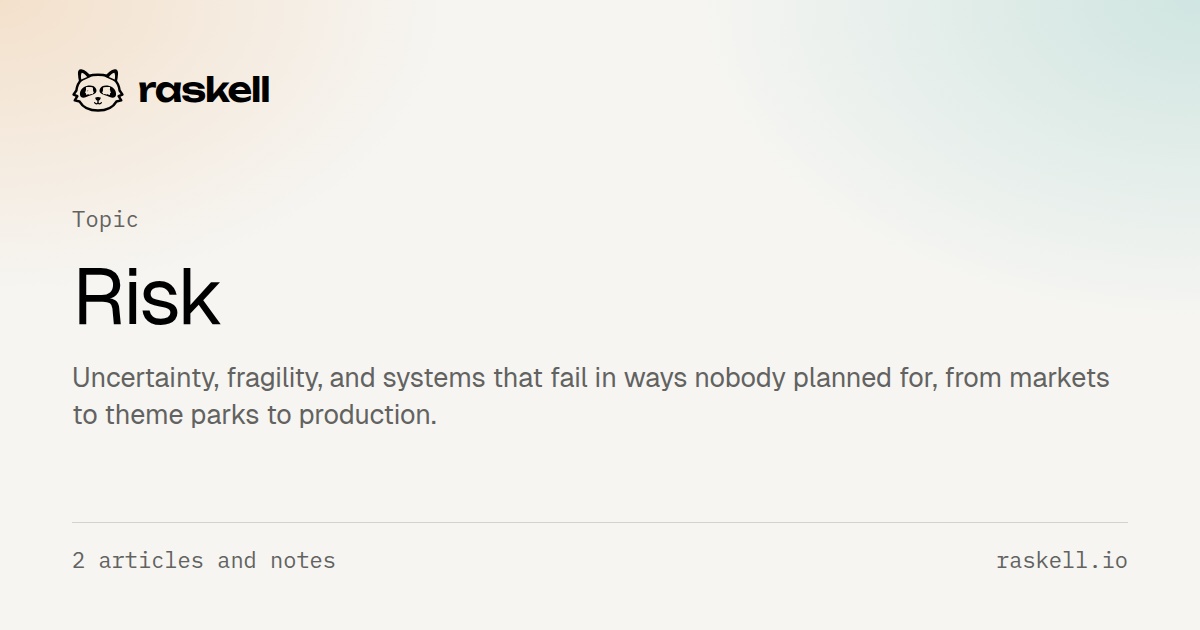 raskell
Topic
Risk
Uncertainty, fragility, and systems that fail in ways nobody planned for, from markets
to theme parks to production.
2 articles and notes
raskell.io